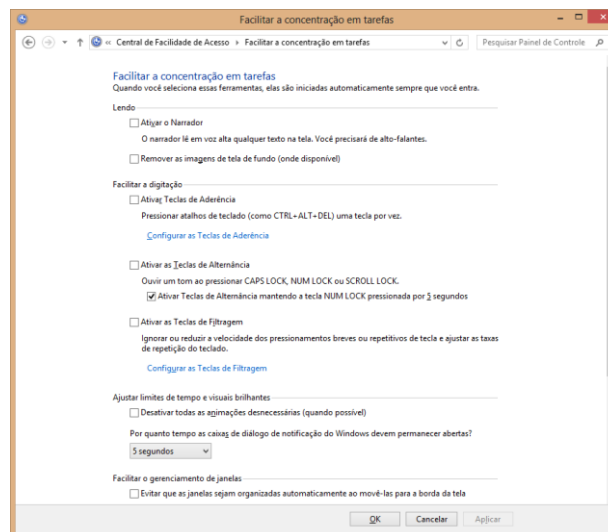 Facilitar a concentração em tarefas
« Central de Facilidade de Acesso Facilitar a concentração em tarefas Pesquisar Painel de Controle
Facilitar a concentração em tarefas
Quando você seleciona essas ferramentas, elas são iniciadas automaticamente sempre que você entra.
Lendo
Ativar o Narrador
O narrador lê em voz alta qualquer texto na tela. Você precisará de alto-falantes.
Remover as imagens de tela de fundo (onde disponível)
Facilitar a digitação
Ativar Teclas de Aderência
Pressionar atalhos de teclado (como CTRL+ALT+DEL) uma tecla por vez.
Configurar as Teclas de Aderência
Ativar as Teclas de Alternância
Ouvir um tom ao pressionar CAPS LOCK, NUM LOCK ou SCROLL LOCK.
Ativar Teclas de Alternância mantendo a tecla NUM LOCK pressionada por 5 segundos
Ativar as Teclas de Filtragem
Ignorar ou reduzir a velocidade dos pressionamentos breves ou repetitivos de tecla e ajustar as taxas
de repetição do teclado.
Configurar as Teclas de Filtragem
Ajustar limites de tempo e visuais brilhantes
Desativar todas as animações desnecessárias (quando possível)
Por quanto tempo as caixas de diálogo de notificação do Windows devem permanecer abertas?
5 segundos
Facilitar o gerenciamento de janelas
Evitar que as janelas sejam organizadas automaticamente ao movê-las para a borda da tela
OK Cancelar Aplicar